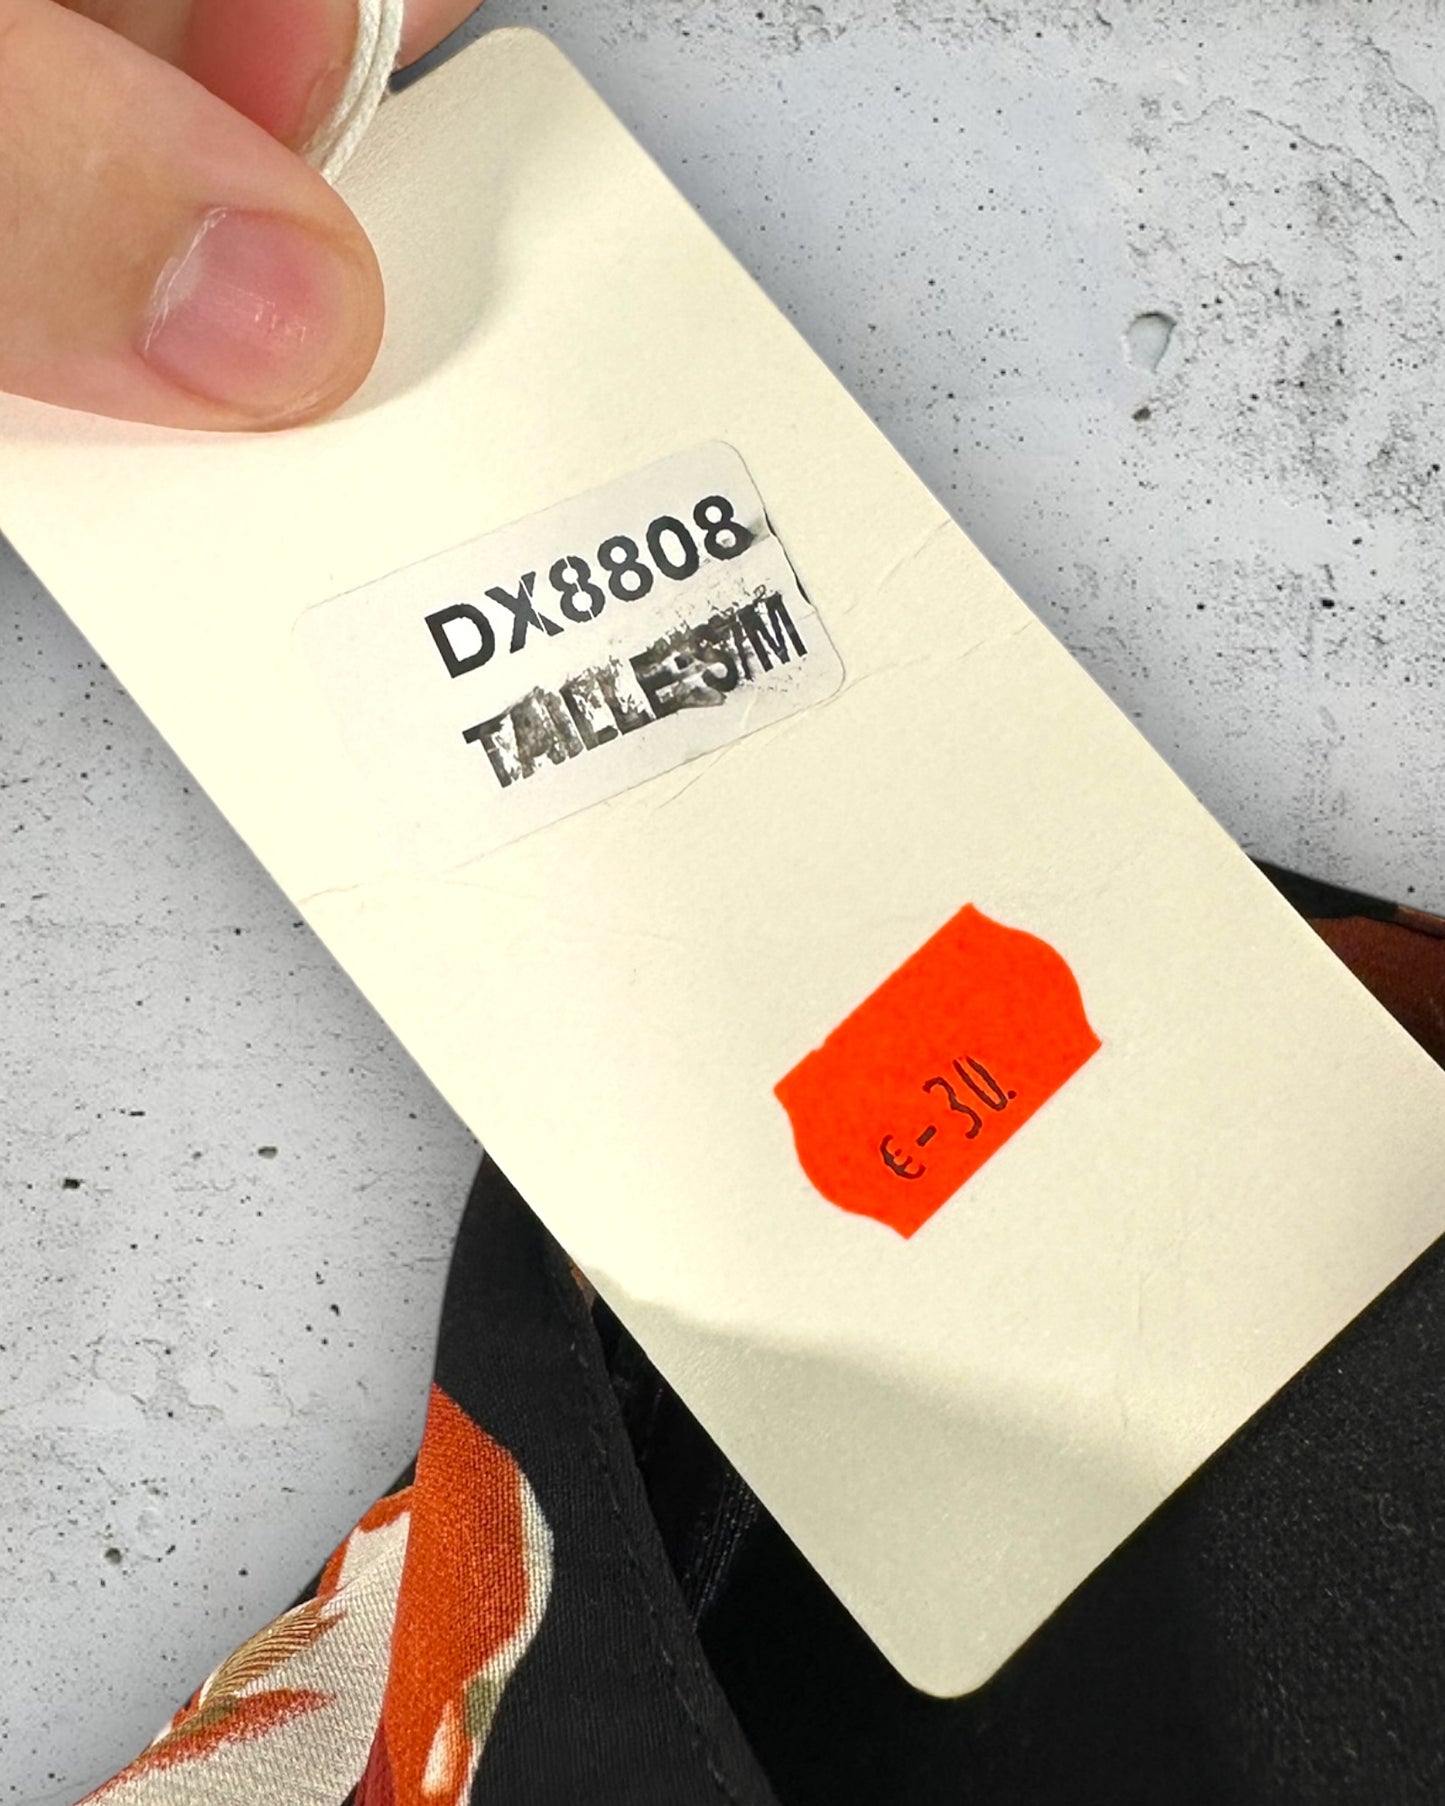 DX8808
TAILLE:S/M
€-30.